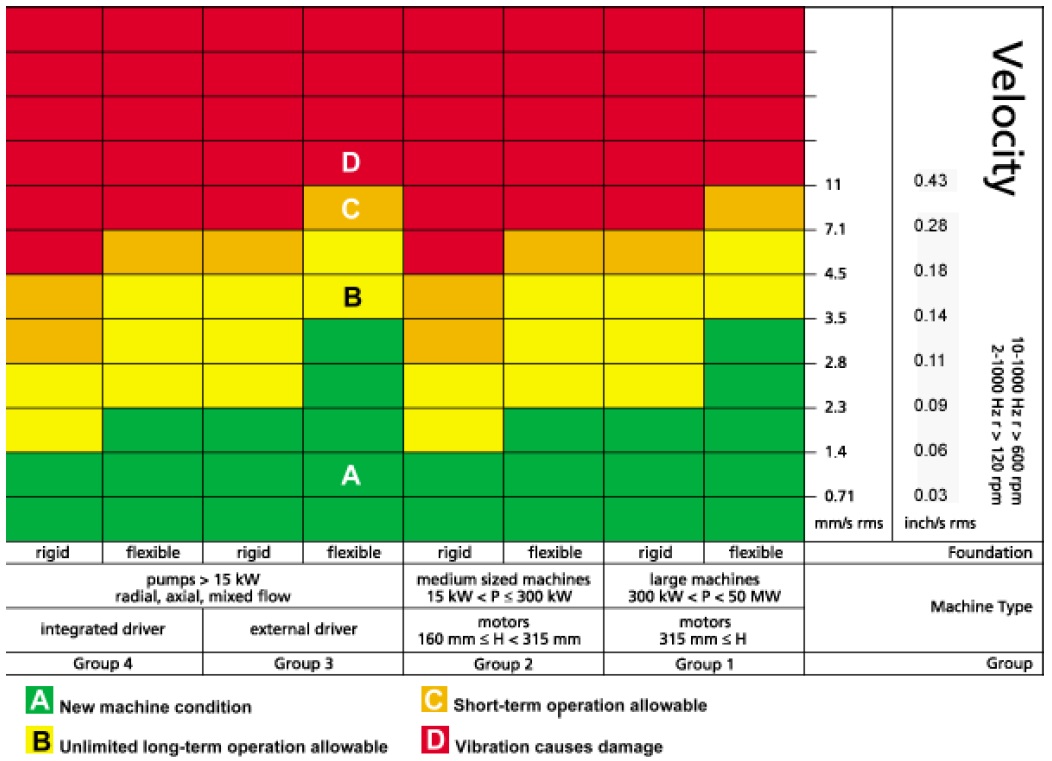 D
C
B
A
11
7.1
4.5
3.5
2.8
2.3
1.4
0.71
mm/s rms
0.43
0.28
0.18
0.14
0.11
0.09
0.06
0.03
inch/s rms
Velocity
10-1000 Hz r > 600 rpm
2-1000 Hz r > 120 rpm
rigid flexible rigid flexible rigid flexible rigid flexible Foundation
pumps > 15 kW
radial, axial, mixed flow
medium sized machines
15 kW < P ≤ 300 kW
large machines
300 kW < P < 50 MW
Machine Type
integrated driver
external driver
motors
160 mm ≤ H < 315 mm
motors
315 mm ≤ H
Group 4 Group 3 Group 2 Group 1 Group
A New machine condition
B Unlimited long-term operation allowable
C Short-term operation allowable
D Vibration causes damage